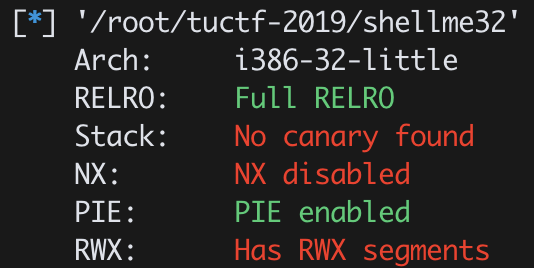 [*] '/root/tuctf-2019/shellme32'
Arch: i386-32-little
RELRO: Full RELRO
Stack: No canary found
NX: NX disabled
PIE: PIE enabled
RWX: Has RWX segments